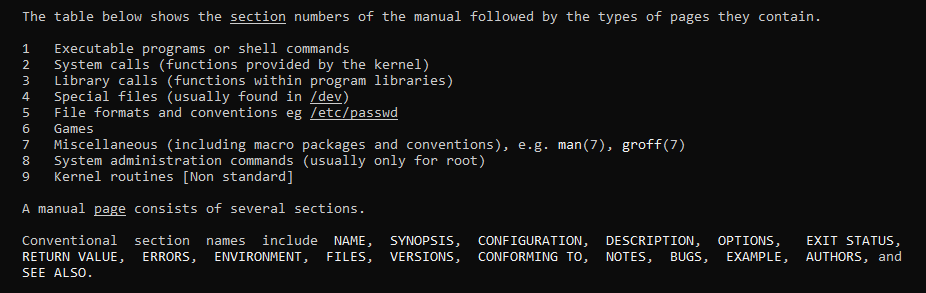 The table below shows the section numbers of the manual followed by the types of pages they contain.
1 Executable programs or shell commands
2 System calls (functions provided by the kernel)
3 Library calls (functions within program libraries)
4 Special files (usually found in /dev)
5 File formats and conventions eg /etc/passwd
6 Games
7 Miscellaneous (including macro packages and conventions), e.g. man(7), groff(7)
8 System administration commands (usually only for root)
9 Kernel routines [Non standard]
A manual page consists of several sections.
Conventional section names include NAME, SYNOPSIS, CONFIGURATION, DESCRIPTION, OPTIONS, EXIT STATUS,
RETURN VALUE, ERRORS, ENVIRONMENT, FILES, VERSIONS, CONFORMING TO, NOTES, BUGS, EXAMPLE, AUTHORS, and
SEE ALSO.